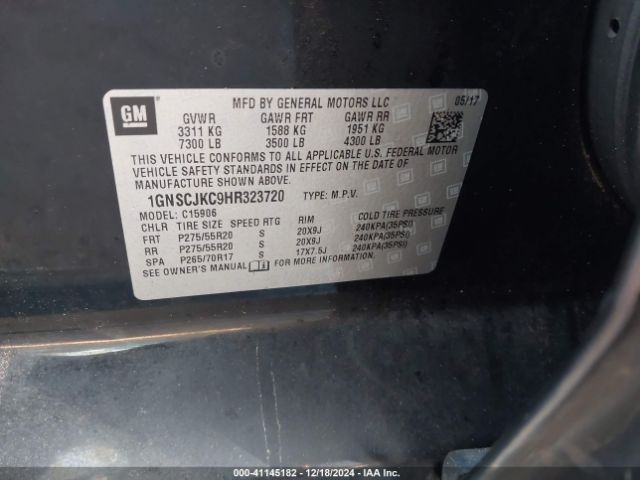 GM
MFD BY GENERAL MOTORS LLC 05/17
GVWR GAWR FRT GAWR RR
3311 KG 1588 KG 1951 KG
7300 LB 3500 LB 4300 LB
THIS VEHICLE CONFORMS TO ALL APPLICABLE U.S. FEDERAL MOTOR
VEHICLE SAFETY STANDARDS IN EFFECT ON THE DATE OF
MANUFACTURE SHOWN ABOVE.
1GNSCJKC9HR323720 TYPE: M.P.V.
MODEL: C15906
CHLR TIRE SIZE SPEED RTG RIM COLD TIRE PRESSURE
FRT P275/55R20 S 20X9J 240KPA(35PSI)
RR P275/55R20 S 20X9J 240KPA(35PSI)
SPA P265/70R17 S 17X7.5J 240KPA(35PSI)
SEE OWNER'S MANUAL FOR MORE INFORMATION.
000-41145182 - 12/18/2024 - IAA. Inc.